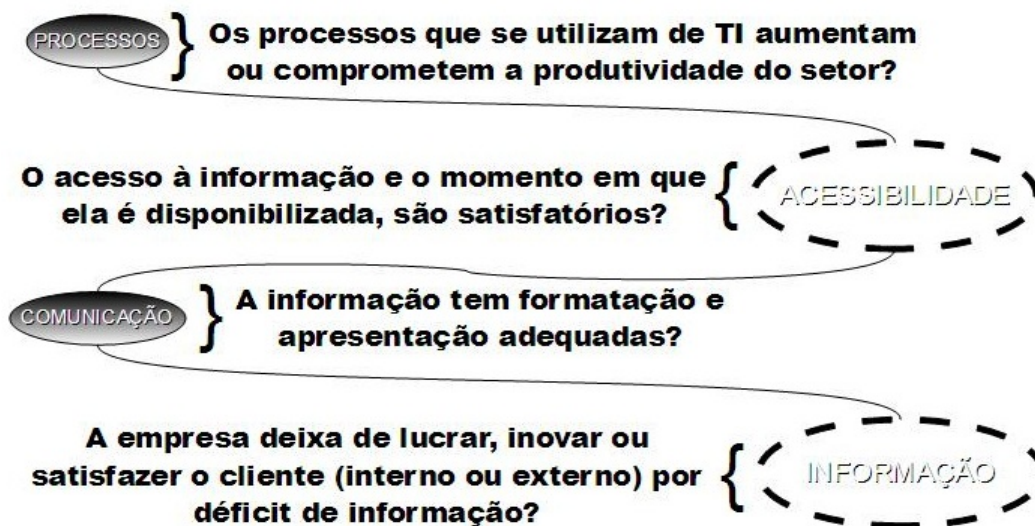 PROCESSOS
Os processos que se utilizam de TI aumentam
ou comprometem a produtividade do setor?
O acesso à informação e o momento em que
ela é disponibilizada, são satisfatórios?
ACESSIBILIDADE
COMUNICAÇÃO
A informação tem formatação e
apresentação adequadas?
A empresa deixa de lucrar, inovar ou
satisfazer o cliente (interno ou externo) por
déficit de informação?
INFORMAÇÃO